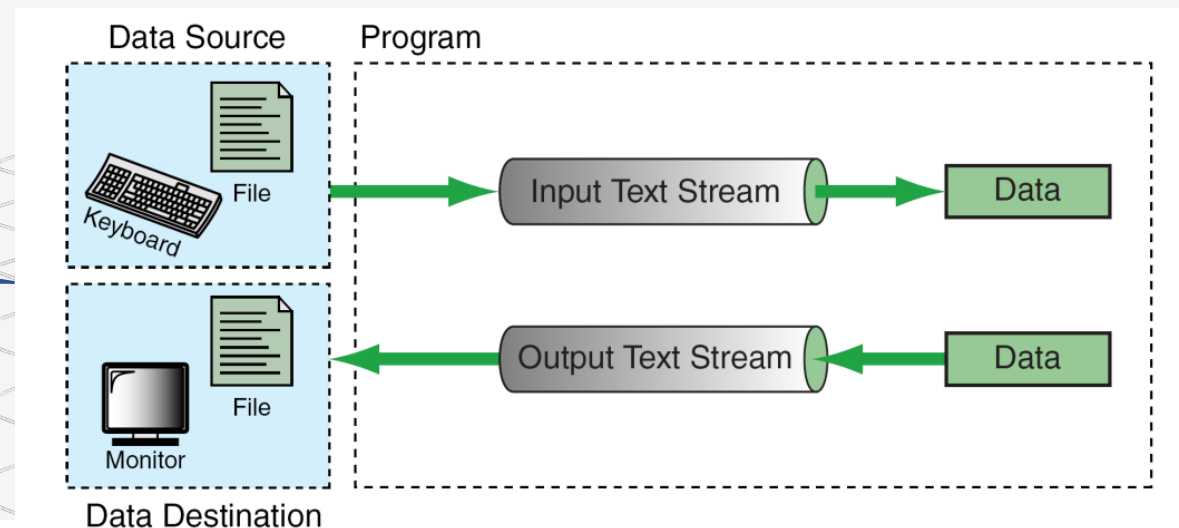 Data Source
Program
File
Keyboard
Input Text Stream
Data
File
Monitor
Output Text Stream
Data
Data Destination